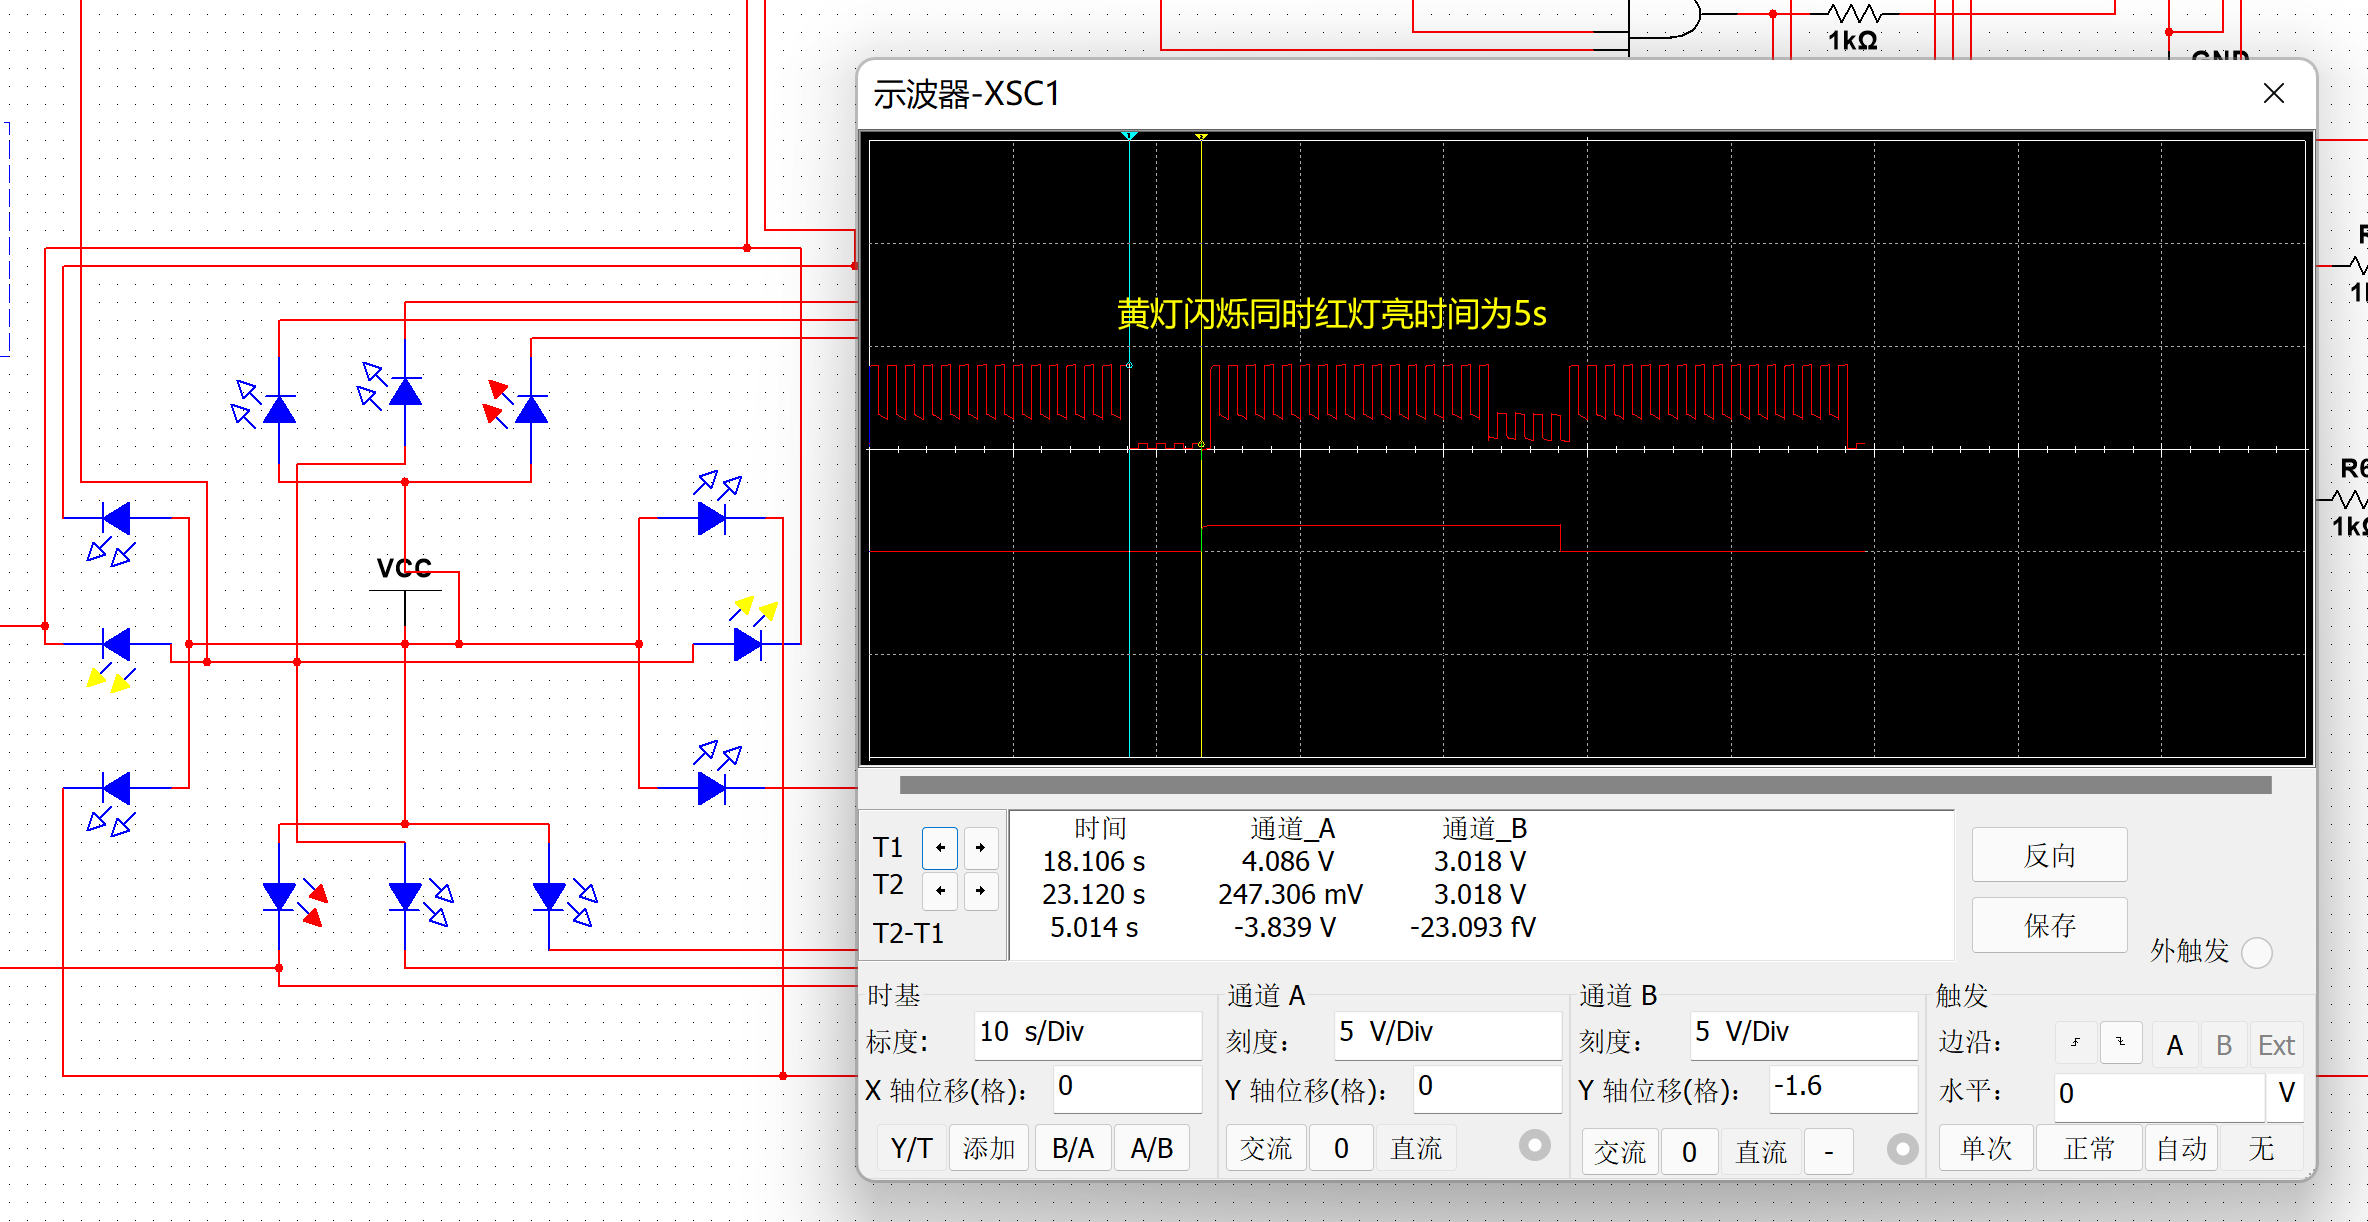 1kΩ
GND
示波器-XSC1
黄灯闪烁同时红灯亮时间为5s
VCC
R6
1kΩ
时间 通道_A 通道_B
T1 18.106 s 4.086 V 3.018 V
T2 23.120 s 247.306 mV 3.018 V
T2-T1 5.014 s -3.839 V -23.093 fV
反向
保存
外触发
时基
标度: 10 s/Div
X 轴位移(格): 0
Y/T 添加 B/A A/B
通道 A
刻度: 5 V/Div
Y 轴位移(格): 0
交流 0 直流
通道 B
刻度: 5 V/Div
Y 轴位移(格): -1.6
交流 0 直流 -
触发
边沿: A B Ext
水平: 0 V
单次 正常 自动 无